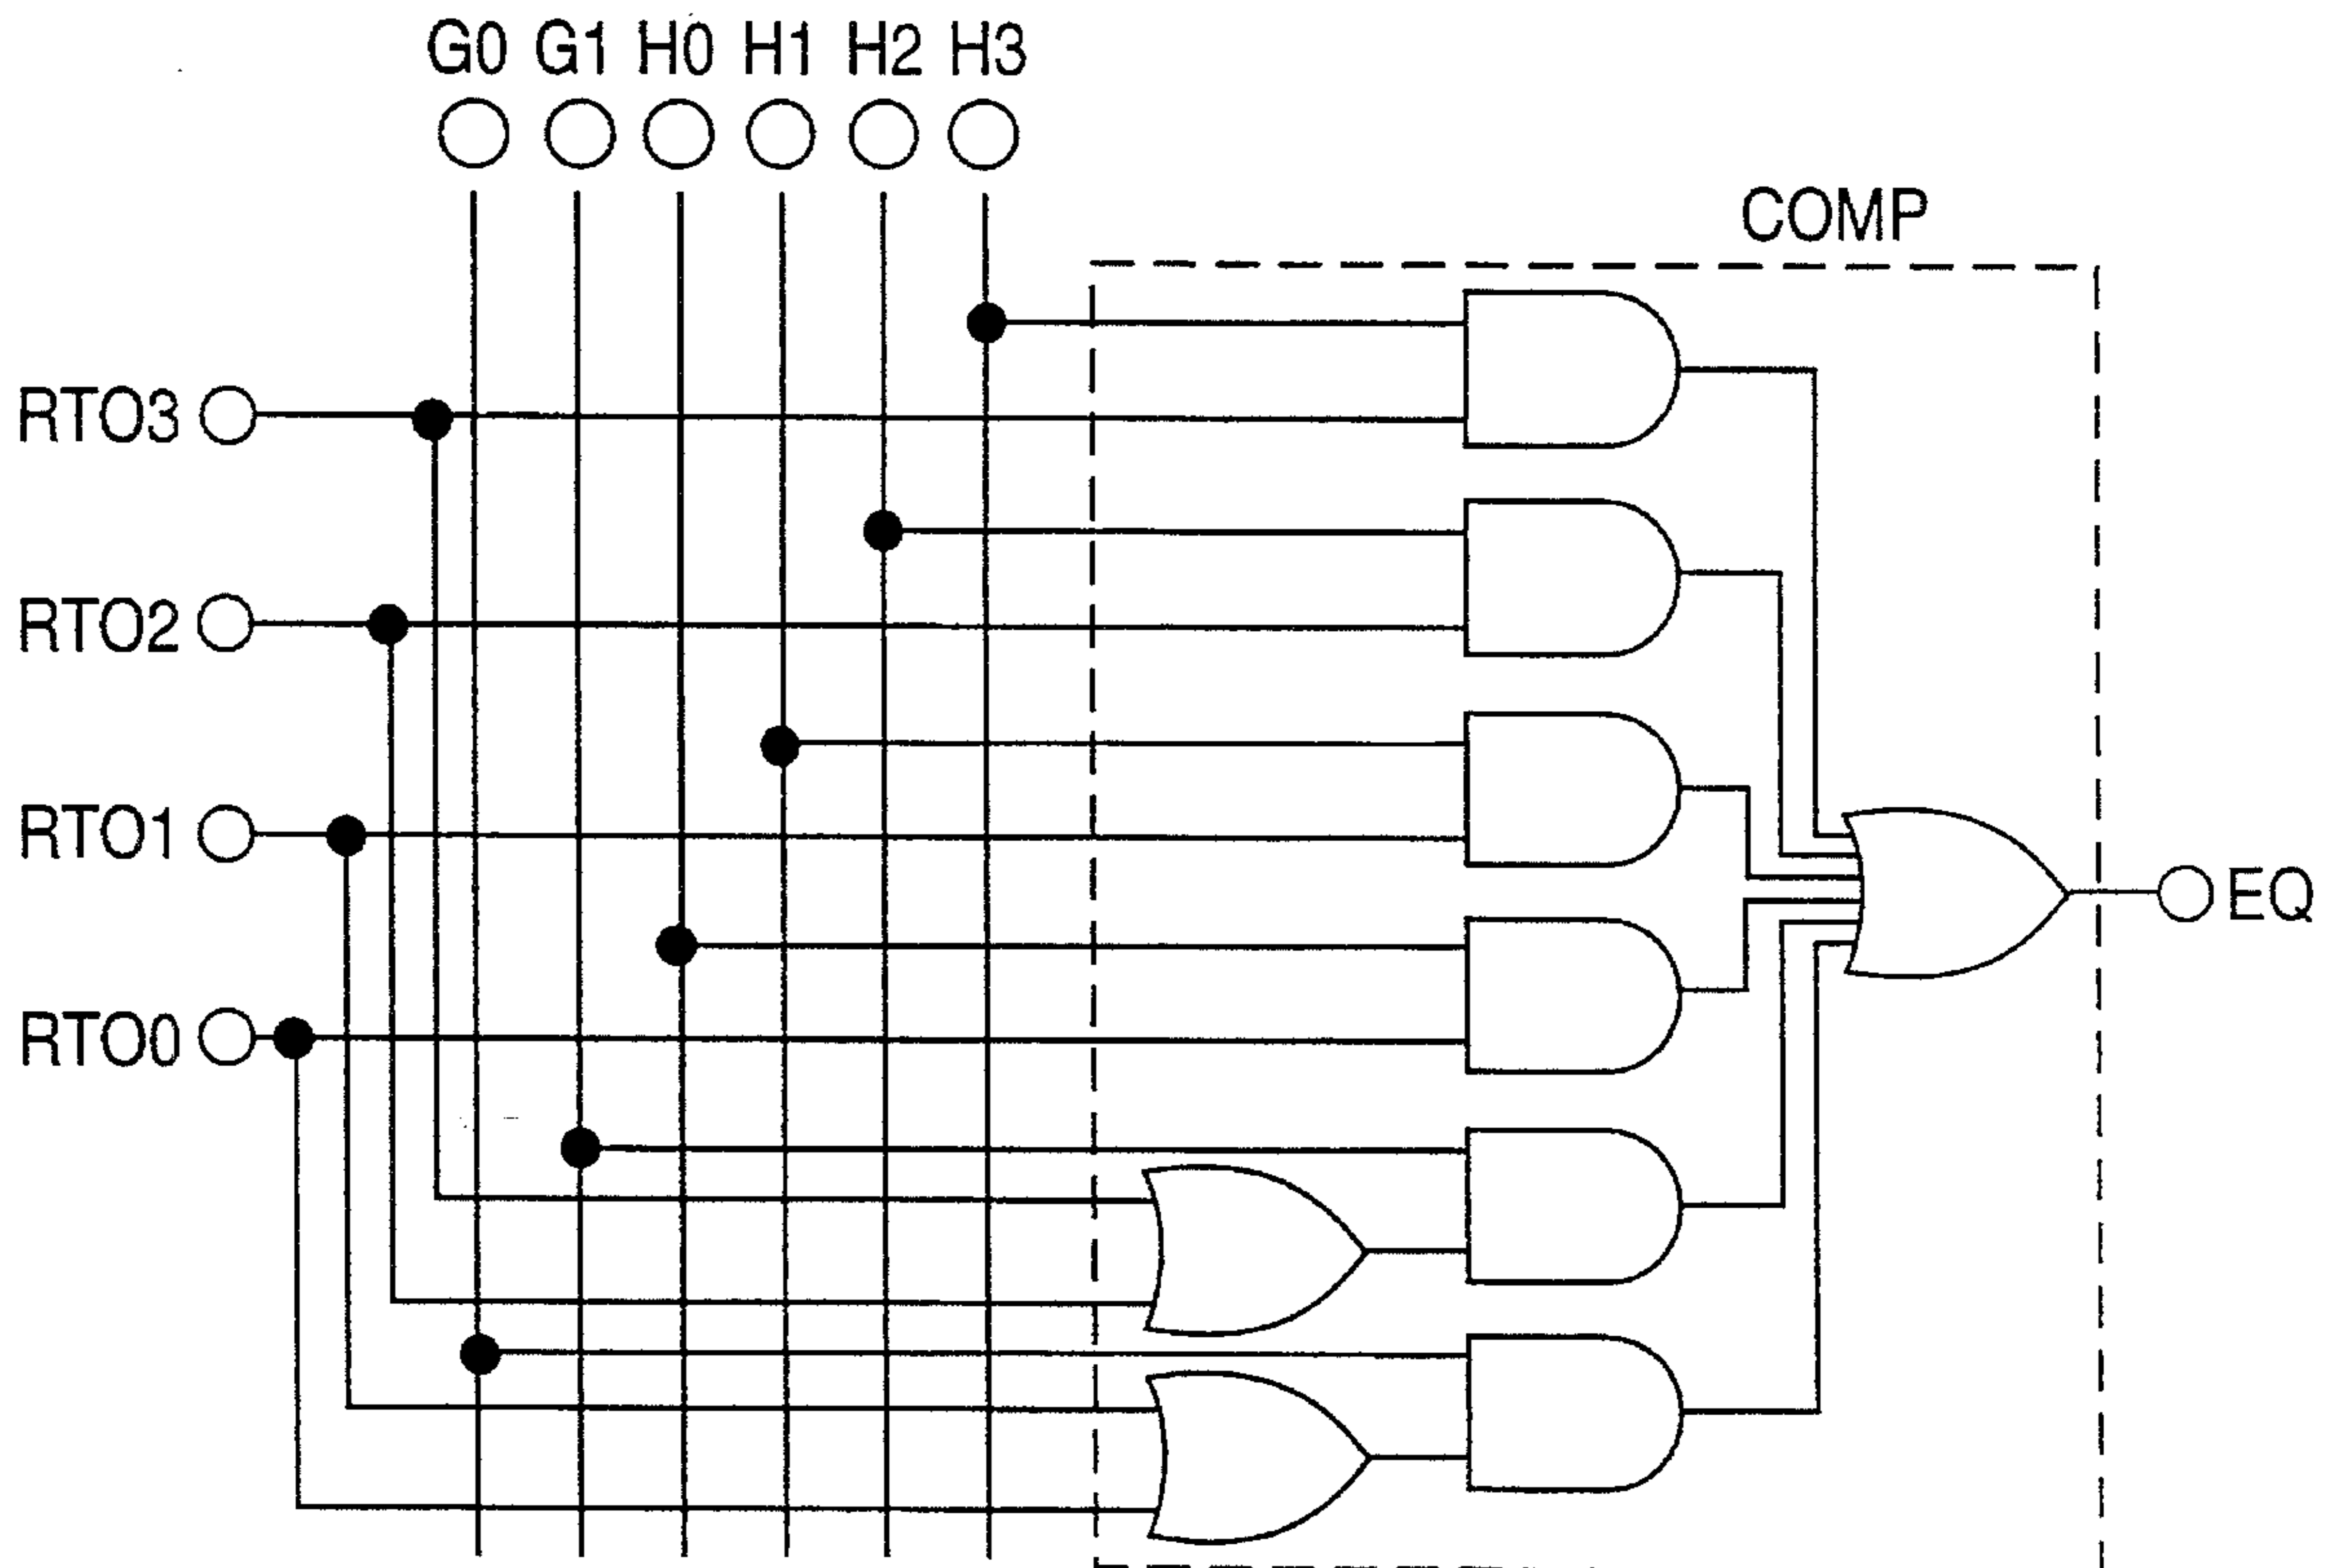 G0 G1 H0 H1 H2 H3
COMP
RTO3
RTO2
RTO1
EQ
RTO0